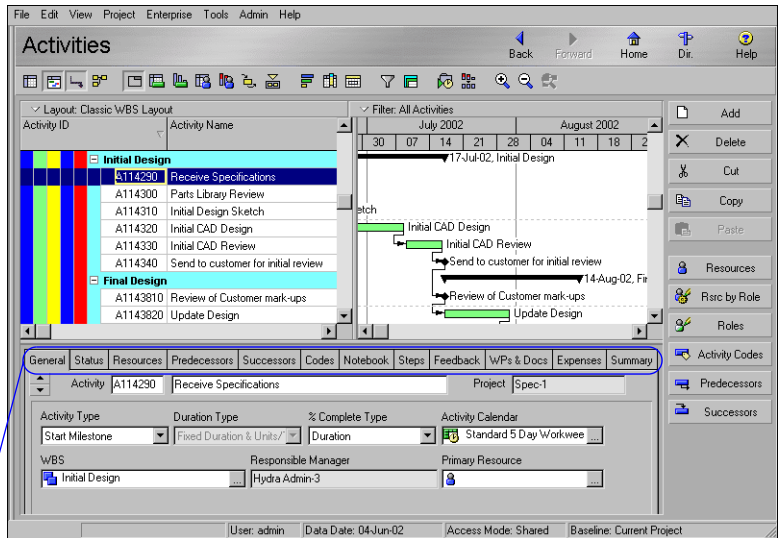 File Edit View Project Enterprise Tools Admin Help
Activities
Back Forward Home Dir. Help
Layout: Classic WBS Layout
Filter: All Activities
Activity ID Activity Name
July 2002 August 2002
30 07 14 21 28 04 11 18 2
Initial Design
17-Jul-02, Initial Design
A114290 Receive Specifications
A114300 Parts Library Review
A114310 Initial Design Sketch
etch
A114320 Initial CAD Design
Initial CAD Design
A114330 Initial CAD Review
Initial CAD Review
A114340 Send to customer for initial review
Send to customer for initial review
Final Design
14-Aug-02, Fi
A1143810 Review of Customer mark-ups
Review of Customer mark-ups
A1143820 Update Design
Update Design
Add
Delete
Cut
Copy
Paste
Resources
Rsrc by Role
Roles
Activity Codes
Predecessors
Successors
General Status Resources Predecessors Successors Codes Notebook Steps Feedback WPs & Docs Expenses Summary
Activity A114290 Receive Specifications Project Spec-1
Activity Type Duration Type % Complete Type Activity Calendar
Start Milestone Fixed Duration & Units/ Duration Standard 5 Day Workwee ...
WBS Responsible Manager Primary Resource
Initial Design ... Hydra Admin-3 ...
User: admin Data Date: 04-Jun-02 Access Mode: Shared Baseline: Current Project